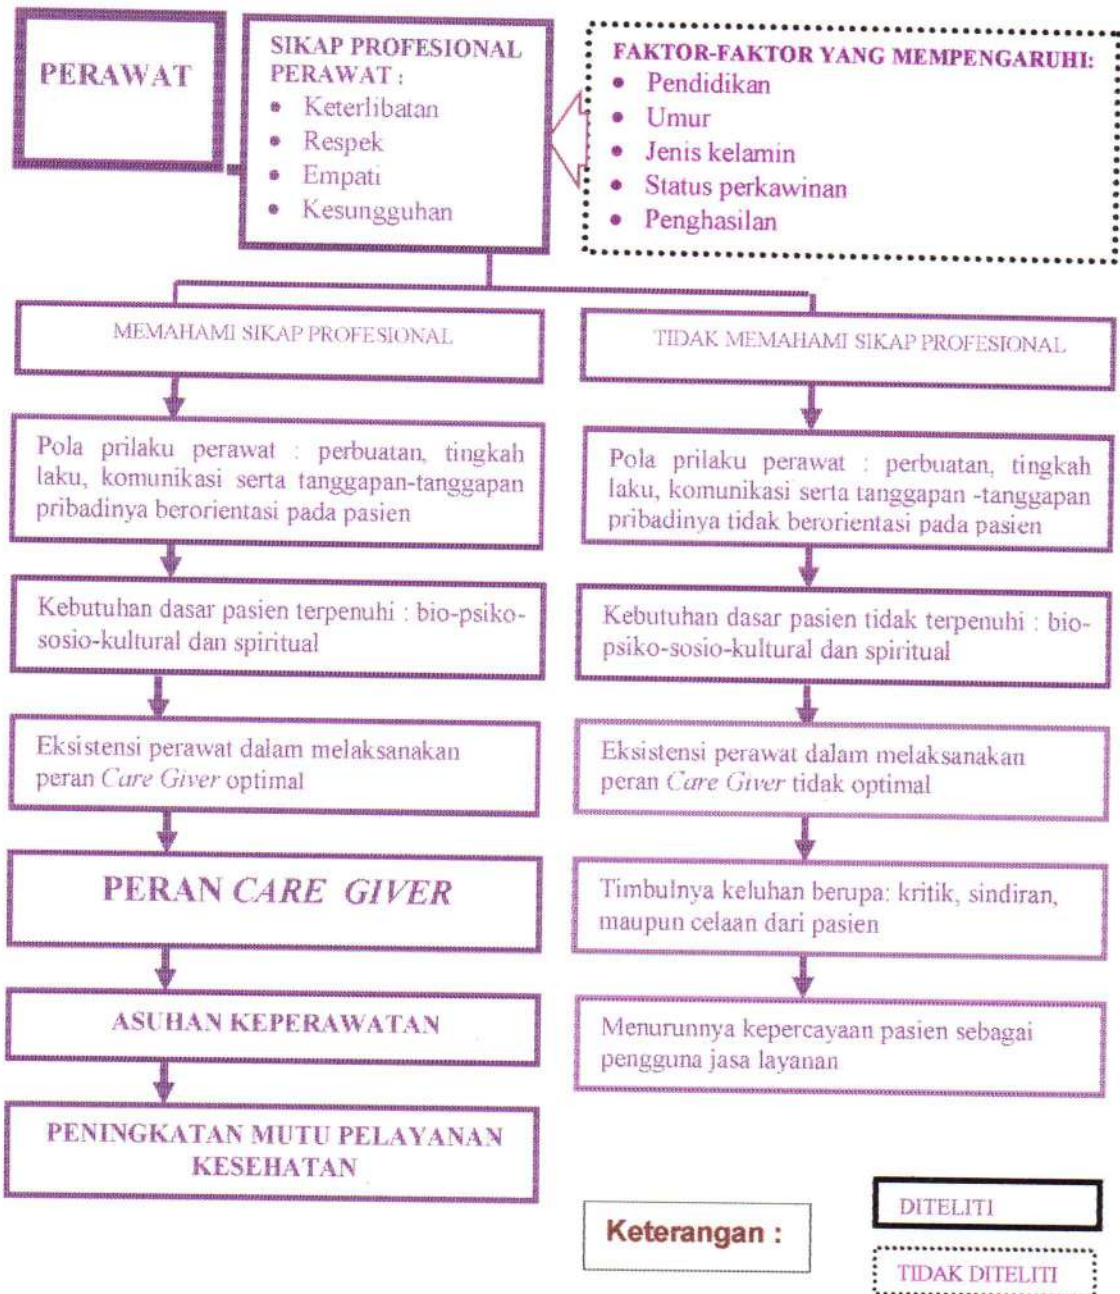 PERAWAT
SIKAP PROFESIONAL
PERAWAT :
• Keterlibatan
• Respek
• Empati
• Kesungguhan
FAKTOR-FAKTOR YANG MEMPENGARUHI:
• Pendidikan
• Umur
• Jenis kelamin
• Status perkawinan
• Penghasilan
MEMAHAMI SIKAP PROFESIONAL
Pola prilaku perawat : perbuatan, tingkah
laku, komunikasi serta tanggapan-tanggapan
pribadinya berorientasi pada pasien
Kebutuhan dasar pasien terpenuhi : bio-psiko-
sosio-kultural dan spiritual
Eksistensi perawat dalam melaksanakan
peran Care Giver optimal
PERAN CARE GIVER
ASUHAN KEPERAWATAN
PENINGKATAN MUTU PELAYANAN
KESEHATAN
TIDAK MEMAHAMI SIKAP PROFESIONAL
Pola prilaku perawat : perbuatan, tingkah
laku, komunikasi serta tanggapan -tanggapan
pribadinya tidak berorientasi pada pasien
Kebutuhan dasar pasien tidak terpenuhi : bio-
psiko-sosio-kultural dan spiritual
Eksistensi perawat dalam melaksanakan
peran Care Giver tidak optimal
Timbulnya keluhan berupa: kritik, sindiran,
maupun celaan dari pasien
Menurunnya kepercayaan pasien sebagai
pengguna jasa layanan
Keterangan :
DITELITI
TIDAK DITELITI